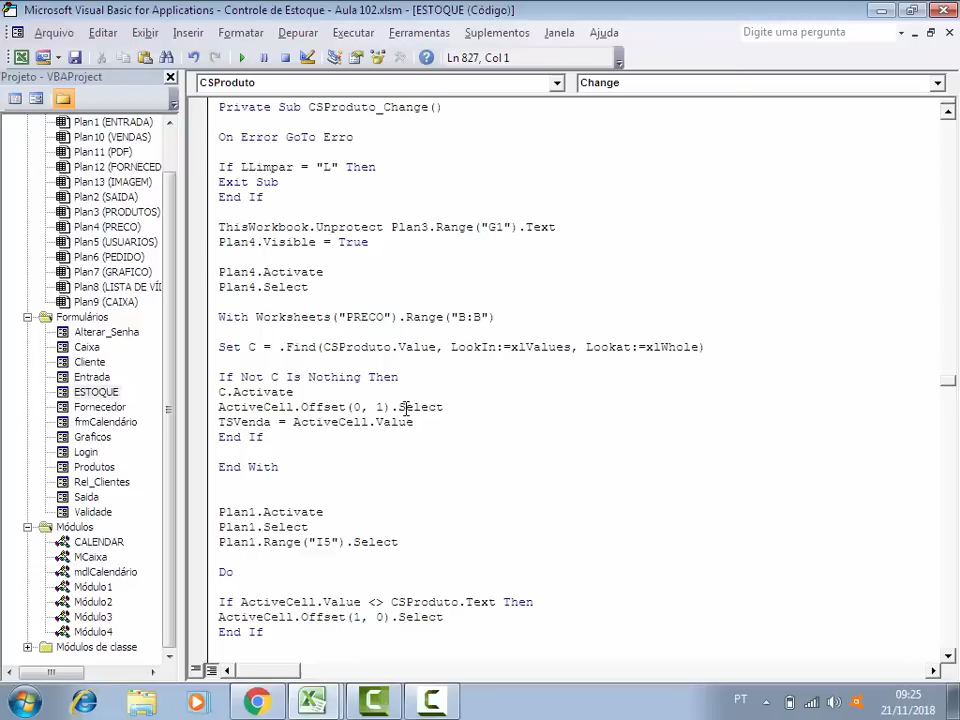 Microsoft Visual Basic for Applications - Controle de Estoque - Aula 102.xlsm - [ESTOQUE (Código)]
Arquivo Editar Exibir Inserir Formatar Depurar Executar Ferramentas Suplementos Janela Ajuda
Digite uma pergunta
Ln 827, Col 1
Projeto - VBAProject
CSProduto
Change
Plan1 (ENTRADA)
Plan10 (VENDAS)
Plan11 (PDF)
Plan12 (FORNECED
Plan13 (IMAGEM)
Plan2 (SAIDA)
Plan3 (PRODUTOS)
Plan4 (PRECO)
Plan5 (USUARIOS)
Plan6 (PEDIDO)
Plan7 (GRAFICO)
Plan8 (LISTA DE VÍ
Plan9 (CAIXA)
Formulários
Alterar_Senha
Caixa
Cliente
Entrada
ESTOQUE
Fornecedor
frmCalendário
Graficos
Login
Produtos
Rel_Clientes
Saida
Validade
Módulos
CALENDAR
MCaixa
mdlCalendário
Módulo1
Módulo2
Módulo3
Módulo4
Módulos de classe
Private Sub CSProduto_Change()
On Error GoTo Erro
If LLimpar = "L" Then
Exit Sub
End If
ThisWorkbook.Unprotect Plan3.Range("G1").Text
Plan4.Visible = True
Plan4.Activate
Plan4.Select
With Worksheets("PRECO").Range("B:B")
Set C = .Find(CSProduto.Value, LookIn:=xlValues, Lookat:=xlWhole)
If Not C Is Nothing Then
C.Activate
ActiveCell.Offset(0, 1).Select
TSVenda = ActiveCell.Value
End If
End With
Plan1.Activate
Plan1.Select
Plan1.Range("I5").Select
Do
If ActiveCell.Value <> CSProduto.Text Then
ActiveCell.Offset(1, 0).Select
End If
PT
09:25
21/11/2018